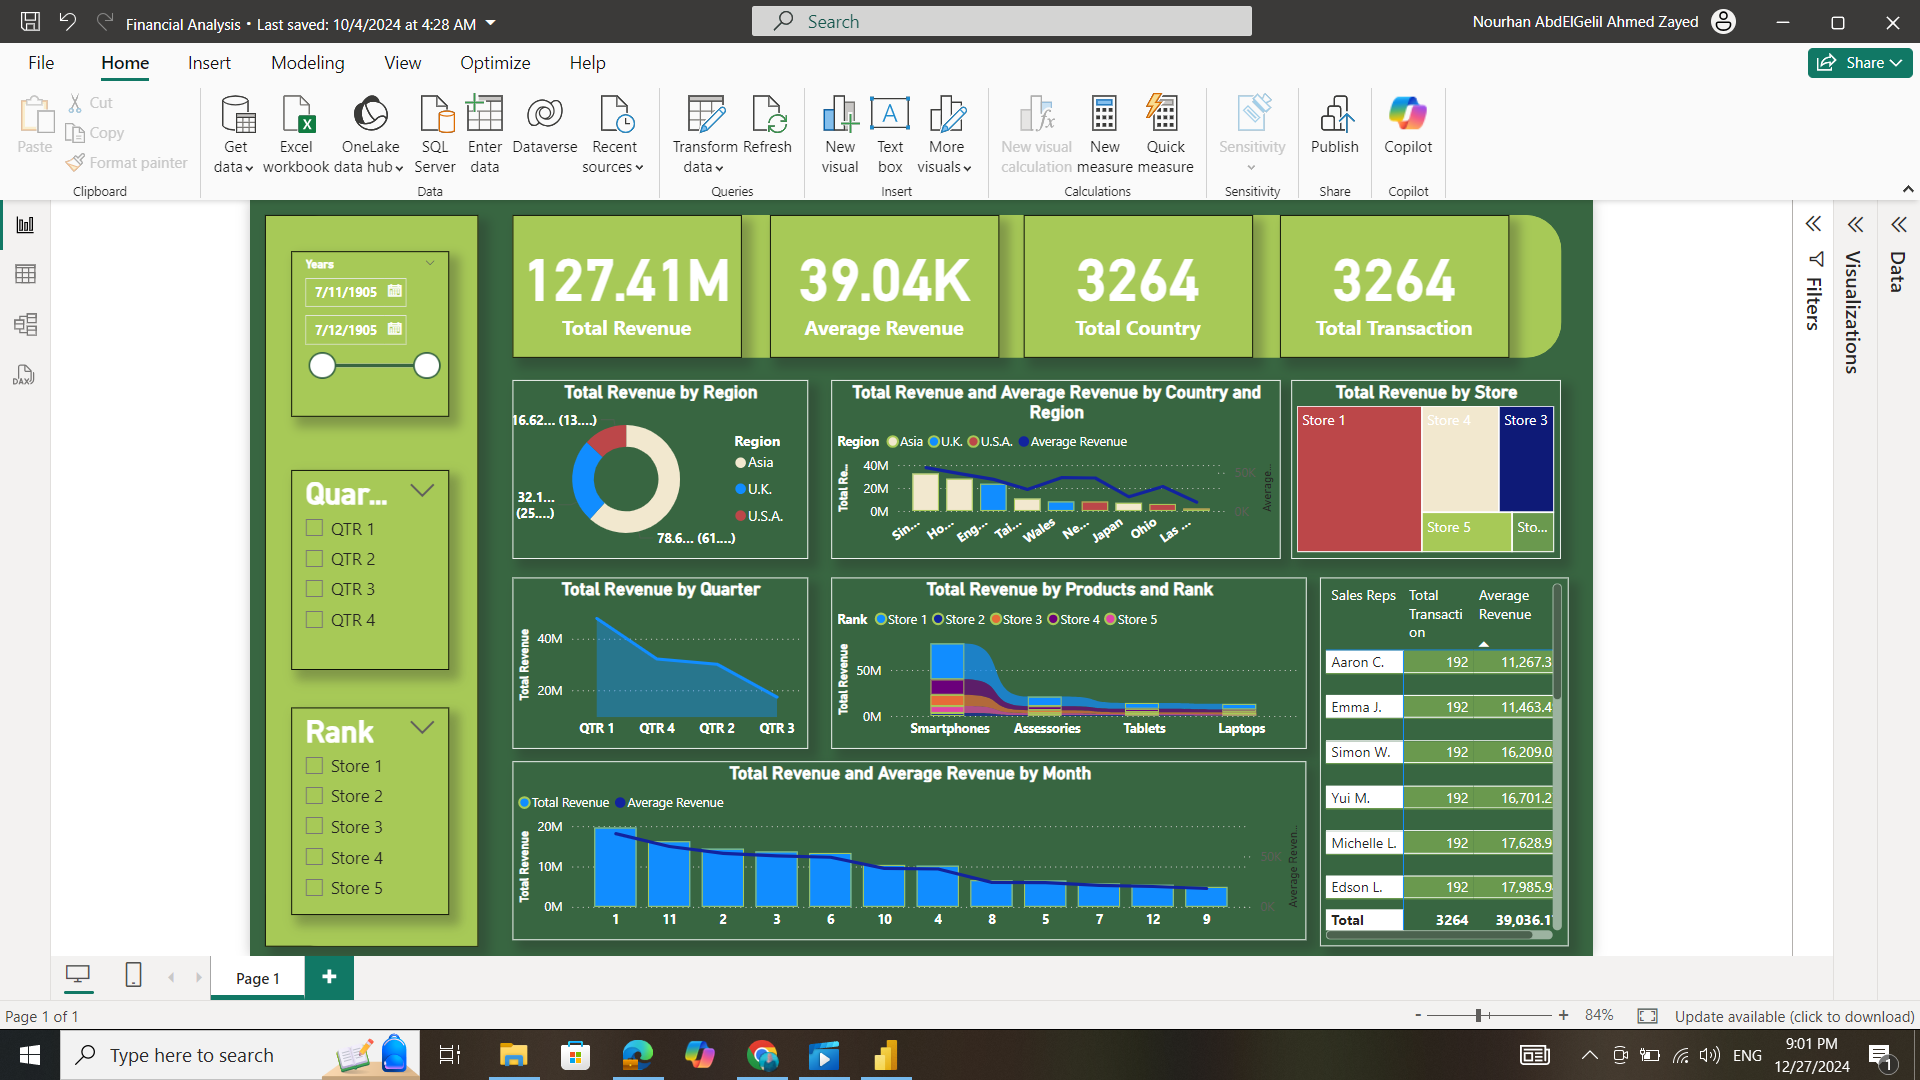 Financial Analysis • Last saved: 10/4/2024 at 4:28 AM
Search
Nourhan AbdElGelil Ahmed Zayed
File
Home
Insert
Modeling
View
Optimize
Help
Share
Paste
Cut
Copy
Format painter
Clipboard
Get data
Excel workbook
OneLake data hub
SQL Server
Enter data
Dataverse
Recent sources
Data
Transform data
Refresh
Queries
New visual
Text box
More visuals
Insert
New visual calculation
New measure
Quick measure
Calculations
Sensitivity
Sensitivity
Publish
Share
Copilot
Copilot
DAX
Years
7/11/1905
7/12/1905
Quar...
QTR 1
QTR 2
QTR 3
QTR 4
Rank
Store 1
Store 2
Store 3
Store 4
Store 5
127.41M
Total Revenue
39.04K
Average Revenue
3264
Total Country
3264
Total Transaction
Total Revenue by Region
16.62... (13....)
32.1...
(25....)
78.6... (61....)
Region
Asia
U.K.
U.S.A.
Total Revenue and Average Revenue by Country and
Region
Region Asia U.K. U.S.A. Average Revenue
Total Re...
40M
20M
0M
50K
0K
Average...
Sin...
Ho...
Eng...
Tai...
Wales
Ne...
Japan
Ohio
Las ...
Total Revenue by Store
Store 1
Store 4
Store 3
Store 5
Sto...
Total Revenue by Quarter
Total Revenue
40M
20M
QTR 1 QTR 4 QTR 2 QTR 3
Total Revenue by Products and Rank
Rank Store 1 Store 2 Store 3 Store 4 Store 5
Total Revenue
50M
0M
Smartphones Assessories Tablets Laptops
Total Revenue and Average Revenue by Month
Total Revenue Average Revenue
Total Revenue
20M
10M
0M
50K
0K
Average Reven...
1 11 2 3 6 10 4 8 5 7 12 9
Sales Reps Total Transacti on Average Revenue
Aaron C. 192 11,267.3
Emma J. 192 11,463.4
Simon W. 192 16,209.0
Yui M. 192 16,701.2
Michelle L. 192 17,628.9
Edson L. 192 17,985.9
Total 3264 39,036.1
Filters
Visualizations
Data
Page 1
Page 1 of 1
84%
Update available (click to download)
Type here to search
ENG
9:01 PM
12/27/2024
1